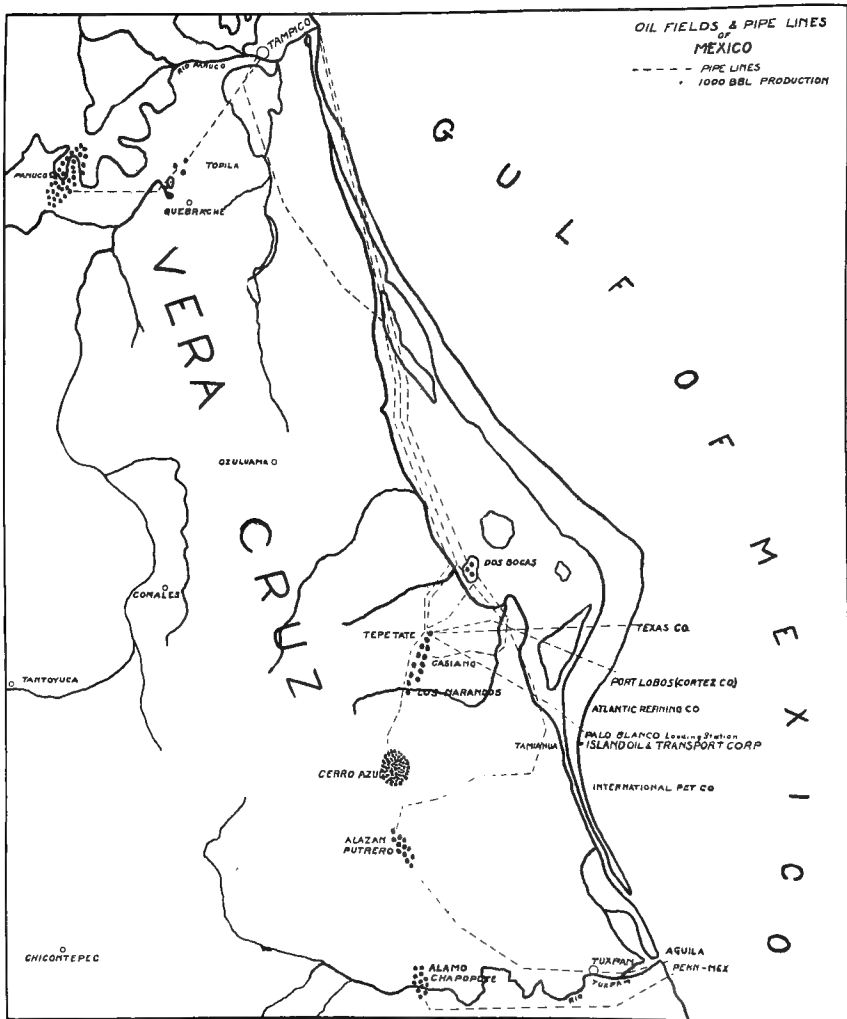 OIL FIELDS & PIPE LINES
OF
MEXICO
PIPE LINES
1000 BBL PRODUCTION
TAMPICO
RIO PANUCO
PANUCO
TOPILA
QUEBRACHE
GULF OF MEXICO
VERA
CRUZ
OZULUAMA
DOS BOCAS
COMALES
TEPETATE
TEXAS CO.
CASIANO
PORT LOBOS (CORTEZ CO.)
TANTOYUCA
LOS NARANDOS
ATLANTIC REFINING CO
PALO BLANCO Loading Station
ISLAND OIL & TRANSPORT CORP
TAMIAHUA
CERRO AZUL
INTERNATIONAL PET CO
ALAZAN
PUTRERO
CHICONTEPEC
AGUILA
TUXPAM
PENN-MEX
ALAMO
CHAPOPOTE
RIO TUXPAM